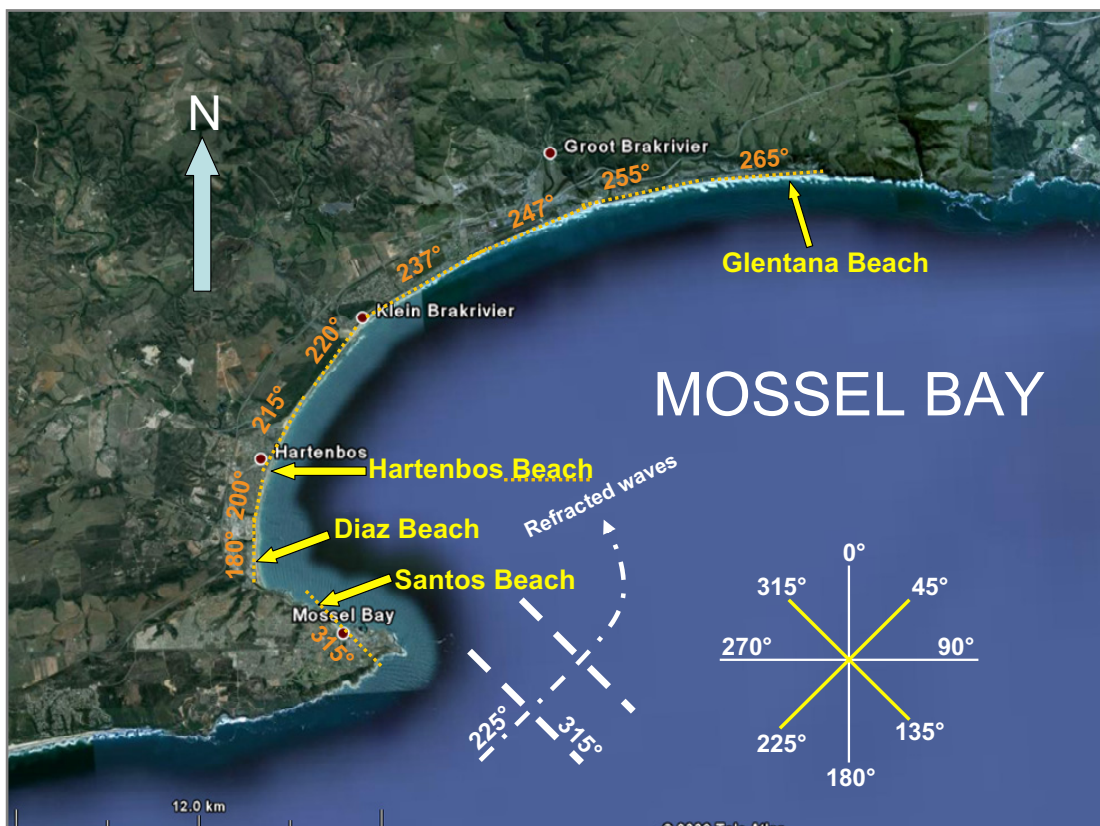 N
Groot Brakrivier
265°
255°
247°
Glentana Beach
237°
Klein Brakrivier
220°
MOSSEL BAY
215°
Hartenbos
Hartenbos Beach
Refracted waves
200°
Diaz Beach
180°
Santos Beach
Mossel Bay
315°
225°
315°
0°
315°
45°
270°
90°
225°
135°
180°
12.0 km